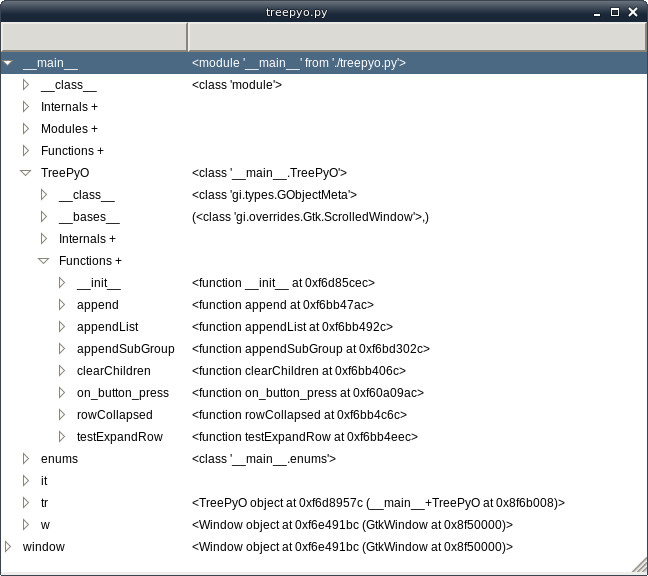 treepyo.py
__main__ <module '__main__' from './treepyo.py'>
__class__ <class 'module'>
Internals +
Modules +
Functions +
TreePyO <class '__main__.TreePyO'>
__class__ <class 'gi.types.GObjectMeta'>
__bases__ (<class 'gi.overrides.Gtk.ScrolledWindow'>,)
Internals +
Functions +
__init__ <function __init__ at 0xf6d85cec>
append <function append at 0xf6bb47ac>
appendList <function appendList at 0xf6bb492c>
appendSubGroup <function appendSubGroup at 0xf6bd302c>
clearChildren <function clearChildren at 0xf6bb406c>
on_button_press <function on_button_press at 0xf60a09ac>
rowCollapsed <function rowCollapsed at 0xf6bb4c6c>
testExpandRow <function testExpandRow at 0xf6bb4eec>
enums <class '__main__.enums'>
it
tr <TreePyO object at 0xf6d8957c (__main__+TreePyO at 0x8f6b008)>
w <Window object at 0xf6e491bc (GtkWindow at 0x8f50000)>
window <Window object at 0xf6e491bc (GtkWindow at 0x8f50000)>